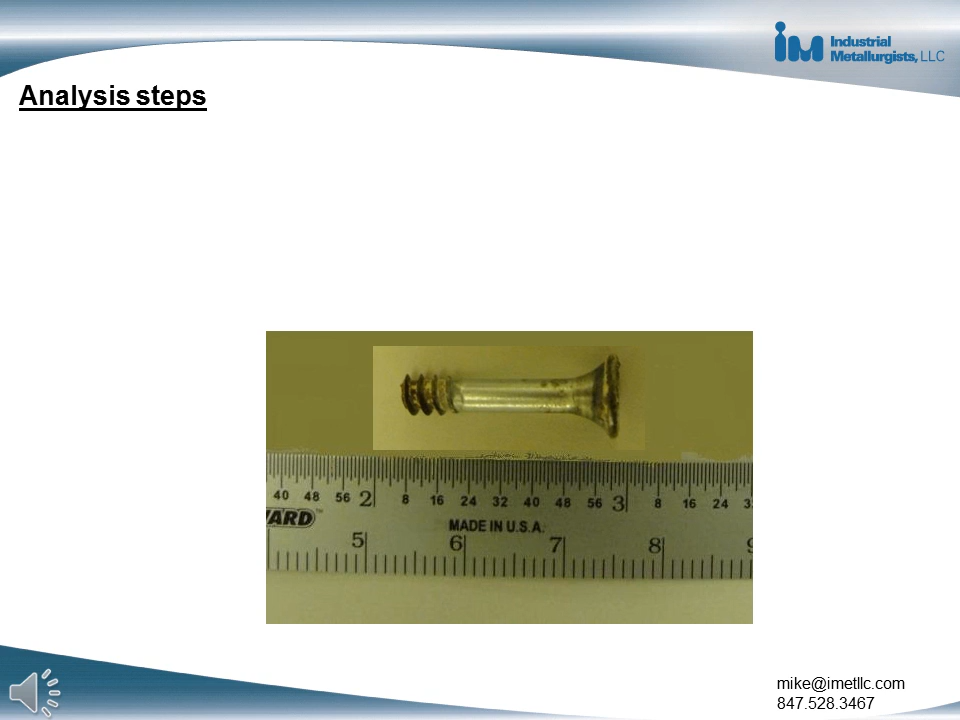 Industrial
Metallurgists, LLC
Analysis steps
40 48 56 2 8 16 24 32 40 48 56 3 8 16 24
MADE IN U.S.A.
5 6 7 8
mike@imetllc.com
847.528.3467